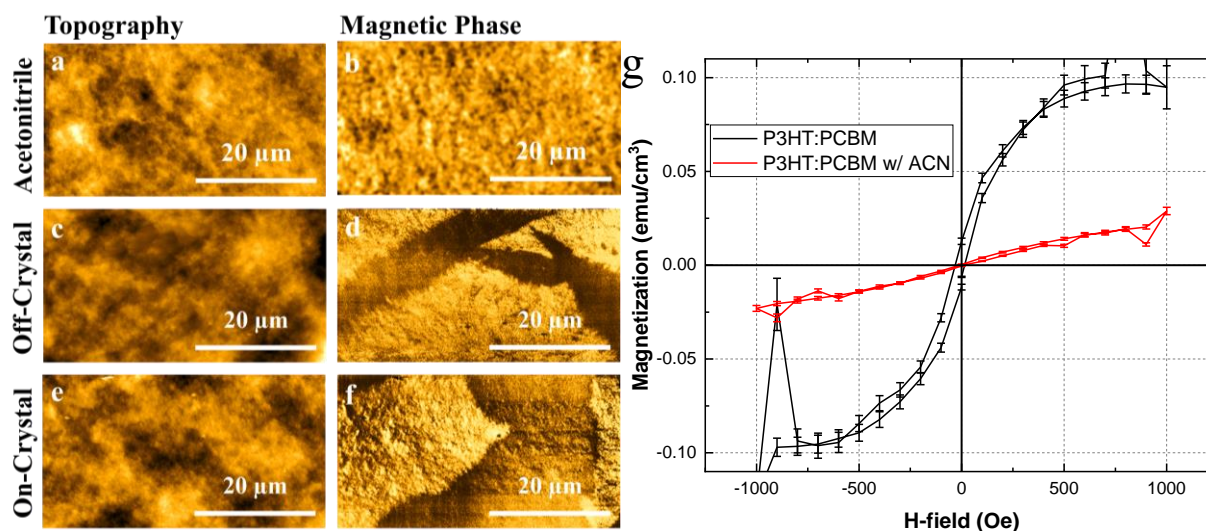 Topography
Magnetic Phase
Acetonitrile
a
20 µm
b
20 µm
Off-Crystal
c
20 µm
d
20 µm
On-Crystal
e
20 µm
f
20 µm
g
P3HT:PCBM
P3HT:PCBM w/ ACN
Magnetization (emu/cm³)
0.10
0.05
0.00
-0.05
-0.10
-1000
-500
0
500
1000
H-field (Oe)